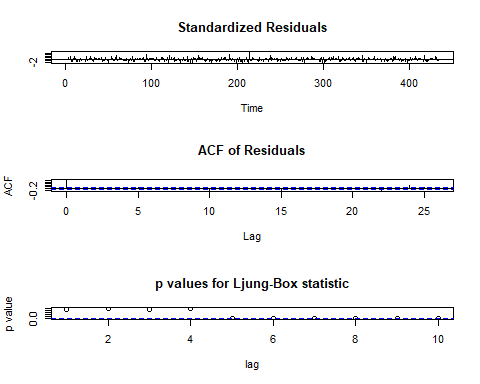 Standardized Residuals
-2
0 100 200 300 400
Time
ACF of Residuals
ACF
-0.2
0 5 10 15 20 25
Lag
p values for Ljung-Box statistic
p value
0.0
2 4 6 8 10
lag